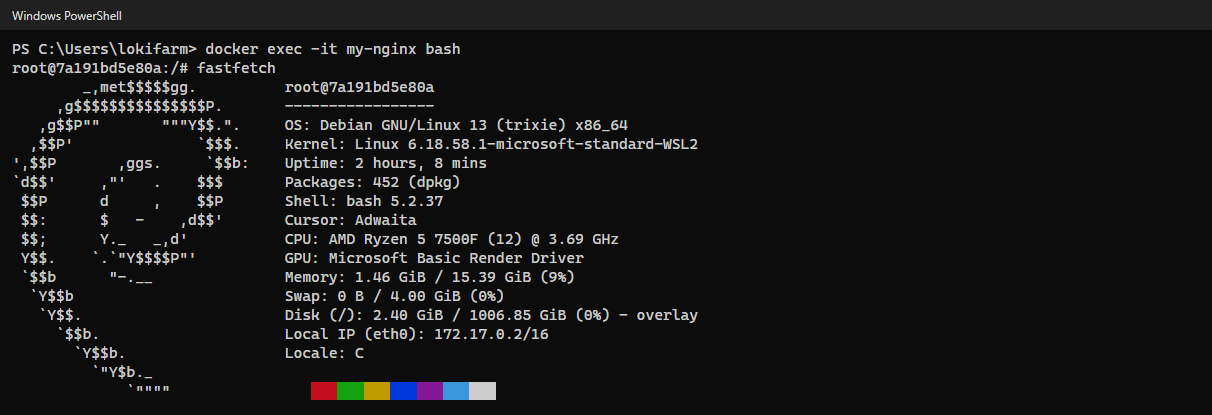 Windows PowerShell
PS C:\Users\lokifarm> docker exec -it my-nginx bash
root@7a191bd5e80a:/# fastfetch
        _,met$$$$$gg.          root@7a191bd5e80a
     ,g$$$$$$$$$$$$$$$P.       -----------------
   ,g$$P""       """Y$$.".     OS: Debian GNU/Linux 13 (trixie) x86_64
  ,$$P'              `$$$.     Kernel: Linux 6.18.58.1-microsoft-standard-WSL2
',$$P       ,ggs.     `$$b:    Uptime: 2 hours, 8 mins
`d$$'     ,"'   .    $$$       Packages: 452 (dpkg)
 $$P      d     ,    $$P       Shell: bash 5.2.37
 $$:      $   -    ,d$$'       Cursor: Adwaita
 $$;      Y._   _,d'           CPU: AMD Ryzen 5 7500F (12) @ 3.69 GHz
 Y$$.    `.`"Y$$$$P"'          GPU: Microsoft Basic Render Driver
 `$$b      "-.__               Memory: 1.46 GiB / 15.39 GiB (9%)
  `Y$$b                        Swap: 0 B / 4.00 GiB (0%)
   `Y$$.                       Disk (/): 2.40 GiB / 1006.85 GiB (0%) - overlay
     `$$b.                     Local IP (eth0): 172.17.0.2/16
       `Y$$b.                  Locale: C
         `"Y$b._
             `""""